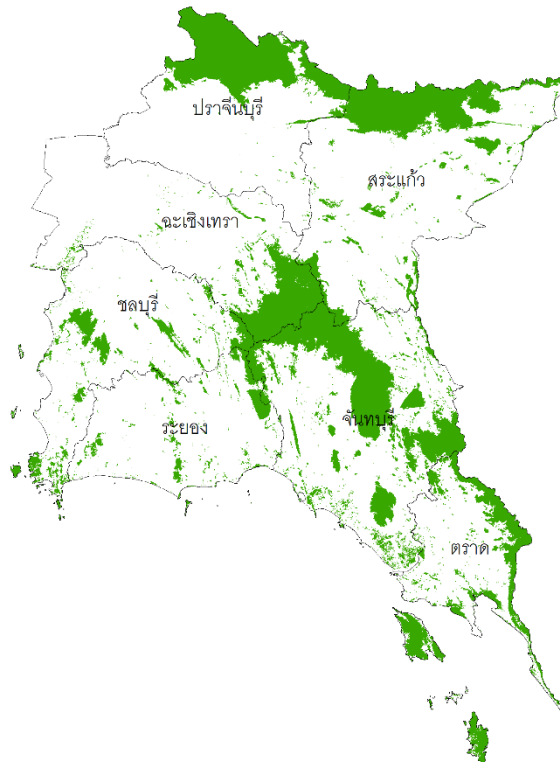 ปราจีนบุรี
สระแก้ว
ฉะเชิงเทรา
ชลบุรี
ระยอง
จันทบุรี
ตราด